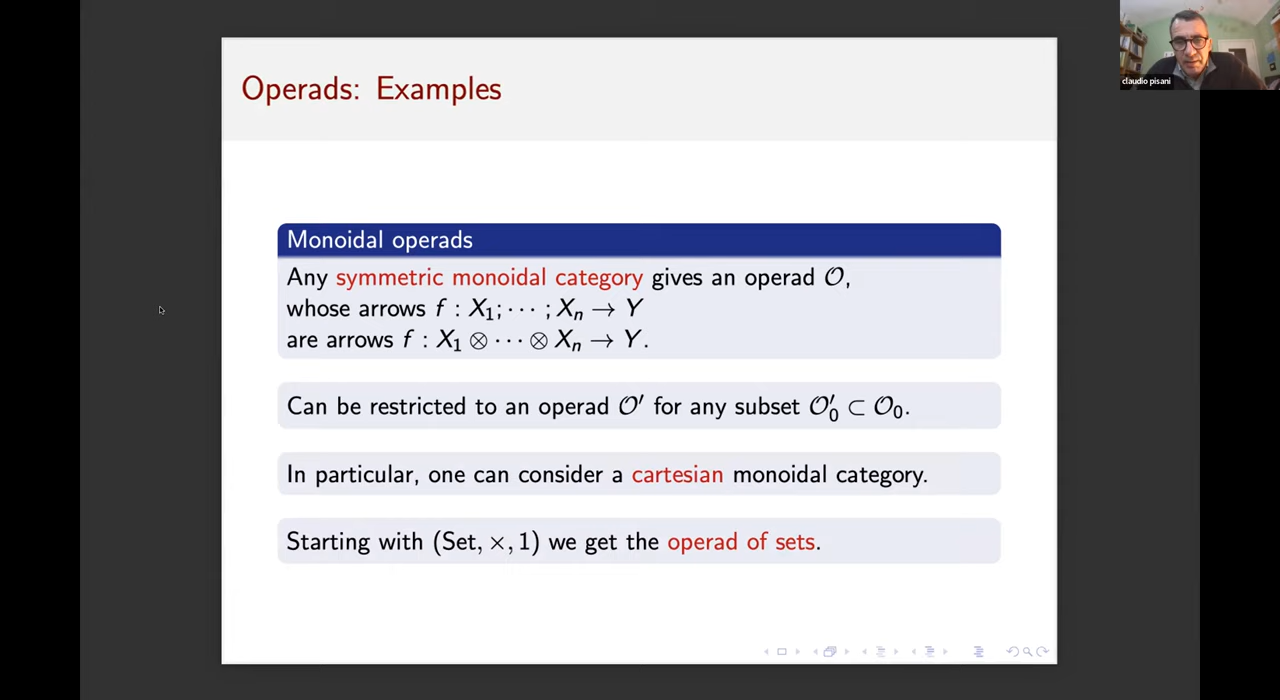 Operads: Examples
claudio pisani
Monoidal operads
Any symmetric monoidal category gives an operad 𝒪,
whose arrows f : X₁; ··· ; Xₙ → Y
are arrows f : X₁ ⊗ ··· ⊗ Xₙ → Y.
Can be restricted to an operad 𝒪′ for any subset 𝒪′₀ ⊂ 𝒪₀.
In particular, one can consider a cartesian monoidal category.
Starting with (Set, ×, 1) we get the operad of sets.